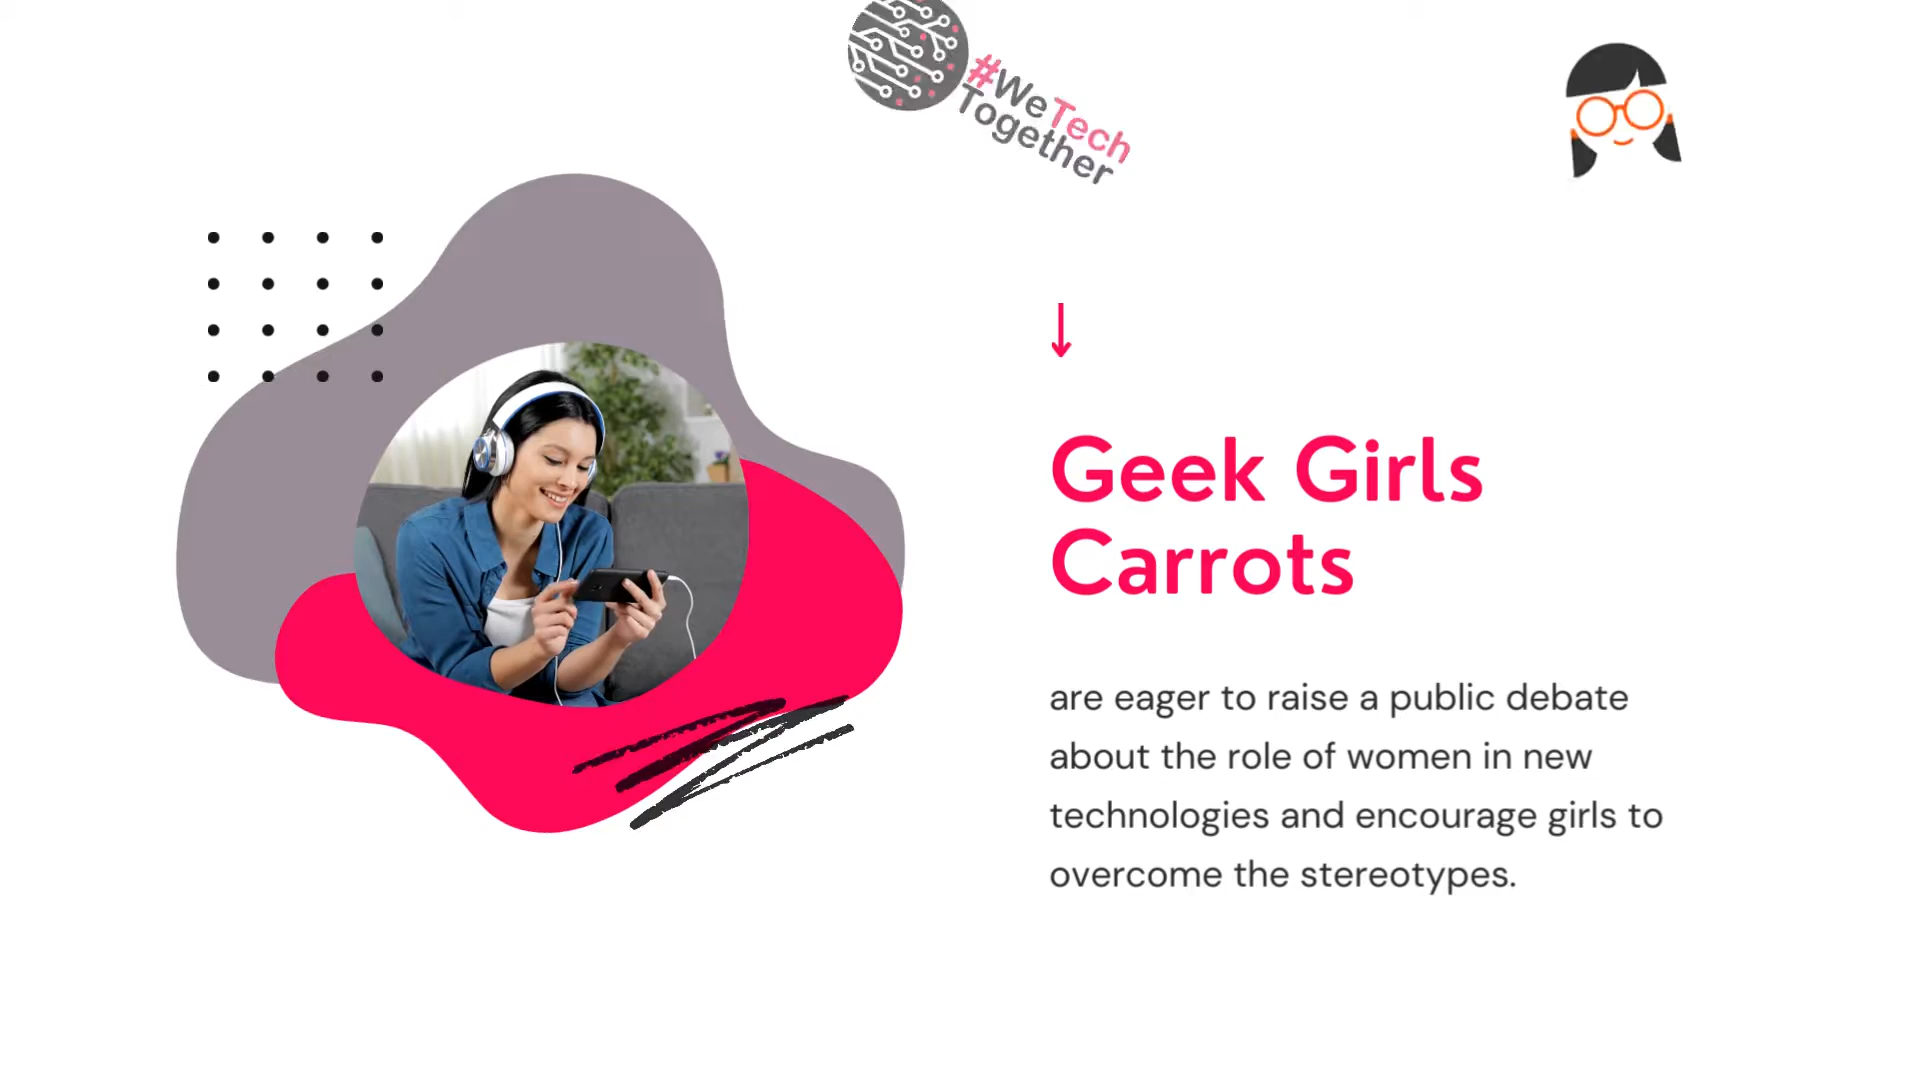 #WeTech
Together
Geek Girls
Carrots
are eager to raise a public debate
about the role of women in new
technologies and encourage girls to
overcome the stereotypes.